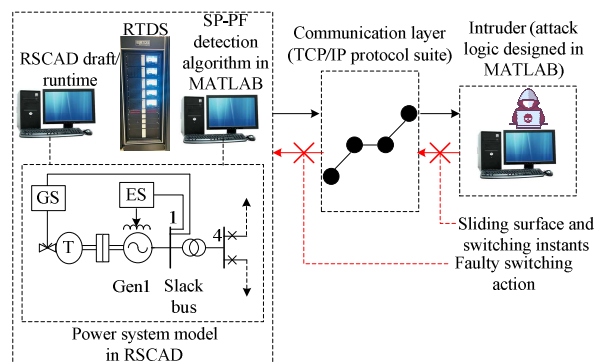 RTDS
RSCAD draft/
runtime
SP-PF
detection
algorithm in
MATLAB
Communication layer
(TCP/IP protocol suite)
Intruder (attack
logic designed in
MATLAB)
GS
ES
1
T
4
Gen1
Slack
bus
Sliding surface and
switching instants
Faulty switching
action
Power system model
in RSCAD